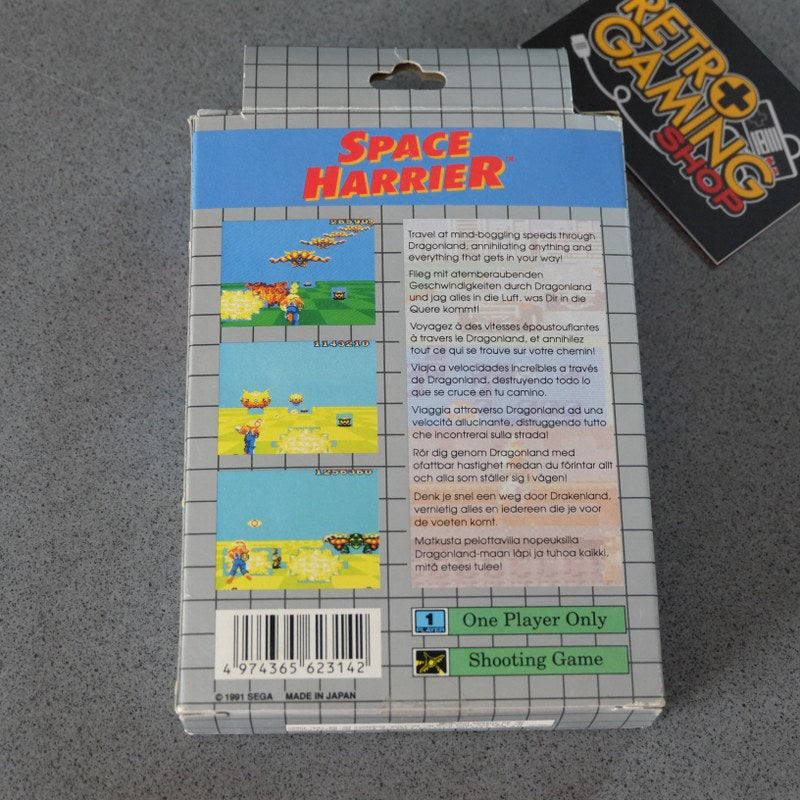 RETRO
GAMING
SHOP
SPACE
HARRIER™
1143210
1256360
Travel at mind-boggling speeds through
Dragonland, annihilating anything and
everything that gets in your way!
Flieg mit atemberaubenden
Geschwindigkeiten durch Dragonland
und jag alles in die Luft, was Dir in die
Quere kommt!
Voyagez à des vitesses époustouflantes
à travers le Dragonland, et annihilez
tout ce qui se trouve sur votre chemin!
Viaja a velocidades increíbles a través
de Dragonland, destruyendo todo lo
que se cruce en tu camino.
Viaggia attraverso Dragonland ad una
velocità allucinante, distruggendo tutto
che incontrerai sulla strada!
Rör dig genom Dragonland med
ofattbar hastighet medan du förintar allt
och alla som ställer sig i vägen!
Denk je snel een weg door Drakenland,
vernietig alles en iedereen die je voor
de voeten komt.
Matkusta pelottavilla nopeuksilla
Dragonland-maan läpi ja tuhoa kaikki,
mitä eteesi tulee!
4 974365 623142
© 1991 SEGA MADE IN JAPAN
1
PLAYER
One Player Only
Shooting Game